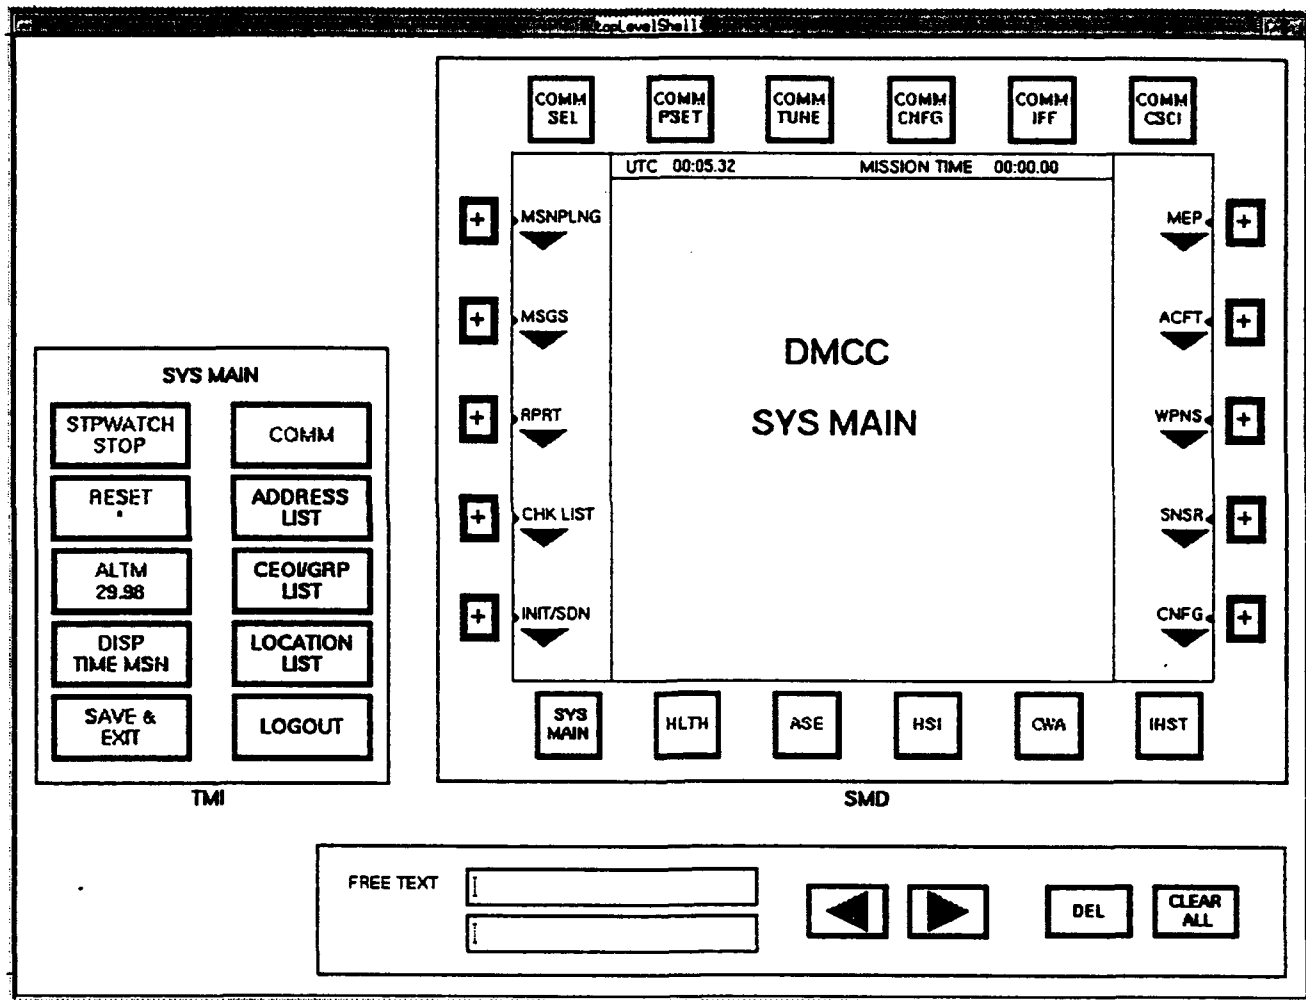 topLevelShell
COMM
SEL
COMM
PSET
COMM
TUNE
COMM
CNFG
COMM
IFF
COMM
CSCI
UTC 00:05.32 MISSION TIME 00:00.00
+ MSNPLNG
MEP +
+ MSGS
ACFT +
+ RPRT
WPNS +
+ CHK LIST
SNSR +
+ INIT/SDN
CNFG +
DMCC
SYS MAIN
SYS
MAIN
HLTH
ASE
HSI
CWA
IHST
SMD
SYS MAIN
STPWATCH
STOP
COMM
RESET
*
ADDRESS
LIST
ALTM
29.98
CEOI/GRP
LIST
DISP
TIME MSN
LOCATION
LIST
SAVE &
EXIT
LOGOUT
TMI
FREE TEXT
DEL
CLEAR
ALL